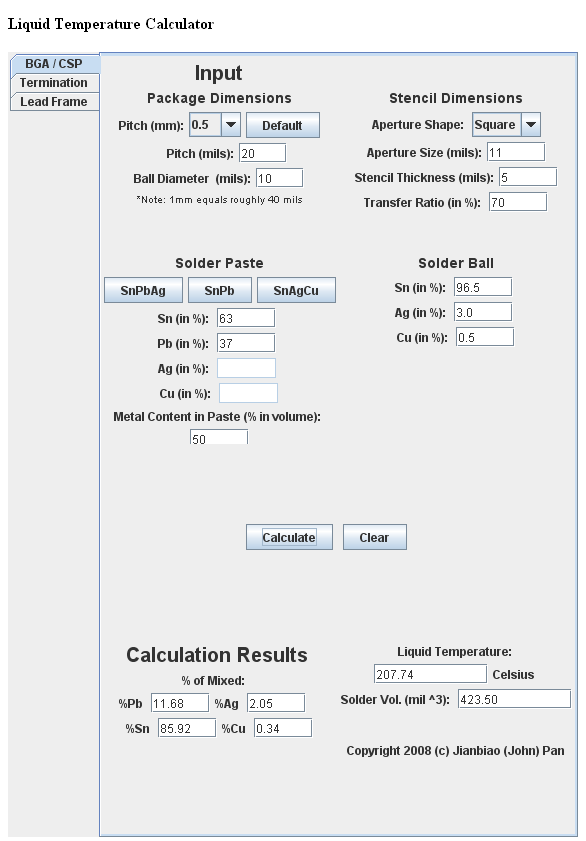 Liquid Temperature Calculator
BGA / CSP
Termination
Lead Frame
Input
Package Dimensions
Pitch (mm): 0.5 Default
Pitch (mils): 20
Ball Diameter (mils): 10
*Note: 1mm equals roughly 40 mils
Stencil Dimensions
Aperture Shape: Square
Aperture Size (mils): 11
Stencil Thickness (mils): 5
Transfer Ratio (in %): 70
Solder Paste
SnPbAg SnPb SnAgCu
Sn (in %): 63
Pb (in %): 37
Ag (in %):
Cu (in %):
Metal Content in Paste (% in volume):
50
Solder Ball
Sn (in %): 96.5
Ag (in %): 3.0
Cu (in %): 0.5
Calculate Clear
Calculation Results
% of Mixed:
%Pb 11.68 %Ag 2.05
%Sn 85.92 %Cu 0.34
Liquid Temperature:
207.74 Celsius
Solder Vol. (mil ^3): 423.50
Copyright 2008 (c) Jianbiao (John) Pan